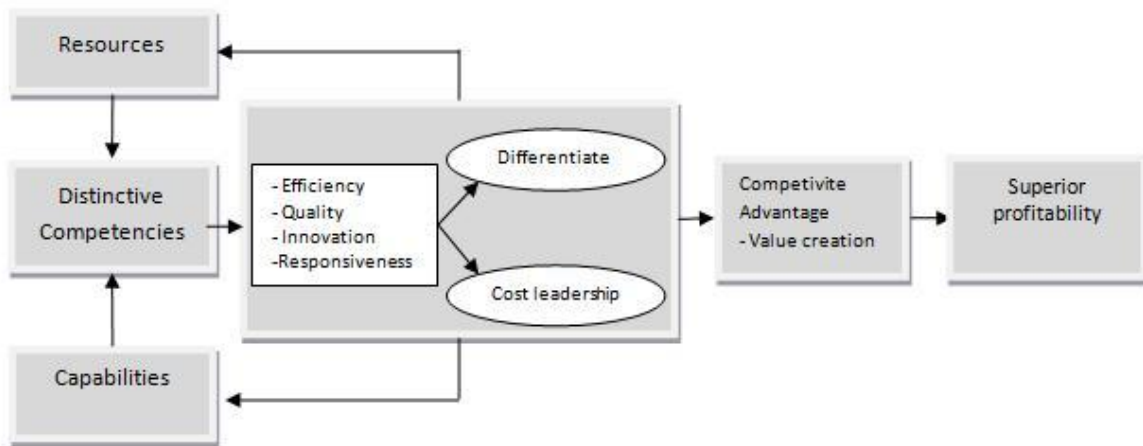 Resources
Distinctive
Competencies
Capabilities
- Efficiency
- Quality
- Innovation
-Responsiveness
Differentiate
Cost leadership
Competivite
Advantage
- Value creation
Superior
profitability